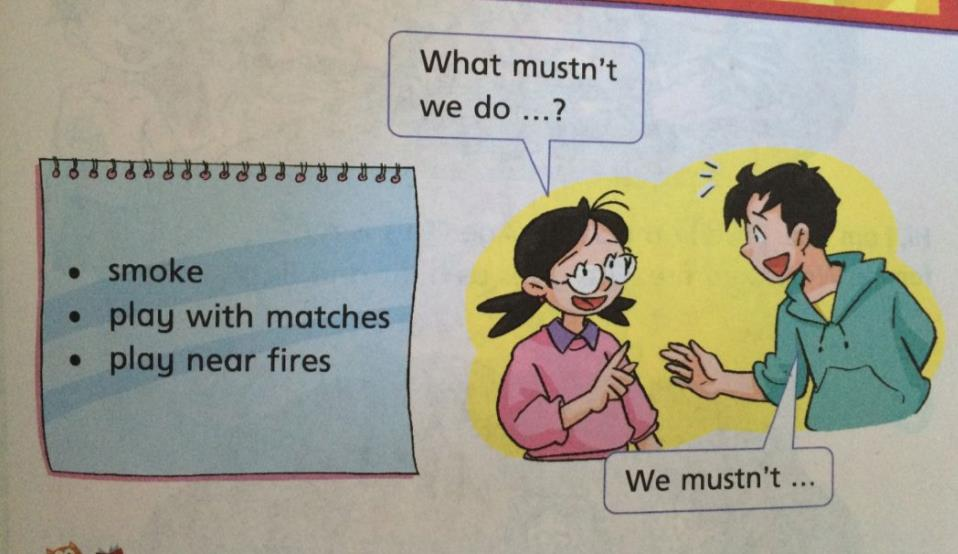 What mustn't
we do ...?
• smoke
• play with matches
• play near fires
We mustn't ...